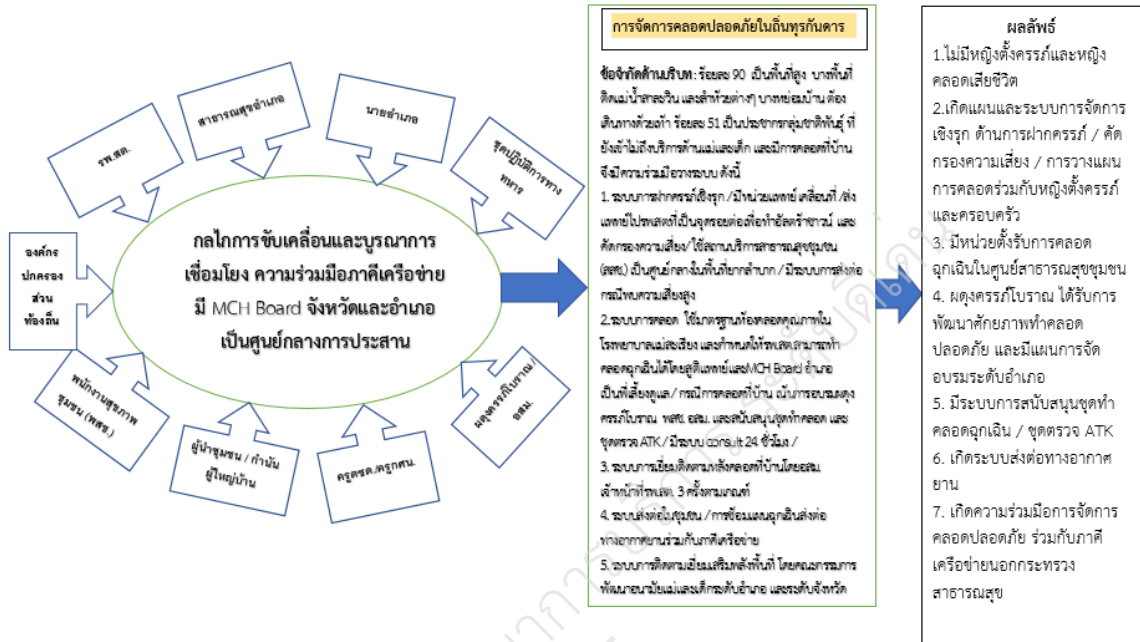 สาธารณสุขอำเภอ
นายอำเภอ
รพ.สต.
ชุดปฏิบัติการทาง
ทหาร
องค์กร
ปกครอง
ส่วน
ท้องถิ่น
กลไกการขับเคลื่อนและบูรณาการ
เชื่อมโยง ความร่วมมือภาคีเครือข่าย
มี MCH Board จังหวัดและอำเภอ
เป็นศูนย์กลางการประสาน
พนักงานสุขภาพ
ชุมชน (พสช.)
ผู้นำชุมชน / กำนัน
ผู้ใหญ่บ้าน
ครูตชด./ครูกศน.
ผดุงครรภ์โบราณ /
อสม.
การจัดการคลอดปลอดภัยในถิ่นทุรกันดาร
ข้อจำกัดด้านบริบท: ร้อยละ 90 เป็นพื้นที่สูง บางพื้นที่
ติดแม่น้ำสาละวิน และลำห้วยต่างๆ บางหย่อมบ้าน ต้อง
เดินทางด้วยเท้า ร้อยละ 51 เป็นประชากรกลุ่มชาติพันธุ์ ที่
ยังเข้าไม่ถึงบริการด้านแม่และเด็ก และมีการคลอดที่บ้าน
จึงมีความร่วมมือวางระบบ ดังนี้
1. ระบบการฝากครรภ์เชิงรุก /มีหน่วยแพทย์ เคลื่อนที่ /ส่ง
แพทย์ไปรพสตที่เป็นจุดรอยต่อเพื่อทำอัลตร้าซาวน์ และ
คัดกรองความเสี่ยง/ ใช้สถานบริการสาธารณสุขชุมชน
(สสช.) เป็นศูนย์กลางในพื้นที่ยากลำบาก / มีระบบการส่งต่อ
กรณีพบความเสี่ยงสูง
2.ระบบการคลอด ใช้มาตรฐานห้องคลอดคุณภาพใน
โรงพยาบาลแม่สะเรียง และกำหนดให้รพ.สต.สามารถทำ
คลอดฉุกเฉินได้โดยสูติแพทย์และMCH Board อำเภอ
เป็นพี่เลี้ยงดูแล / กรณีการคลอดที่บ้าน เน้นการอบรมผดุง
ครรภ์โบราณ พสช. อสม. และสนับสนุนชุดทำคลอด และ
ชุดตรวจ ATK / มีระบบ consult 24 ชั่วโมง /
3. ระบบการเยี่ยมติดตามหลังคลอดที่บ้านโดยอสม.
เจ้าหน้าที่รพ.สต. 3 ครั้งตามเกณฑ์
4. ระบบส่งต่อในชุมชน / การซ้อมแผนฉุกเฉินส่งต่อ
ทางอากาศยานร่วมกับภาคีเครือข่าย
5. ระบบการติดตามเยี่ยมเสริมพลังพื้นที่ โดยคณะกรรมการ
พัฒนาอนามัยแม่และเด็กระดับอำเภอ และระดับจังหวัด
ผลลัพธ์
1.ไม่มีหญิงตั้งครรภ์และหญิง
คลอดเสียชีวิต
2.เกิดแผนและระบบการจัดการ
เชิงรุก ด้านการฝากครรภ์ / คัด
กรองความเสี่ยง / การวางแผน
การคลอดร่วมกับหญิงตั้งครรภ์
และครอบครัว
3. มีหน่วยตั้งรับการคลอด
ฉุกเฉินในศูนย์สาธารณสุขชุมชน
4. ผดุงครรภ์โบราณ ได้รับการ
พัฒนาศักยภาพทำคลอด
ปลอดภัย และมีแผนการจัด
อบรมระดับอำเภอ
5. มีระบบการสนับสนุนชุดทำ
คลอดฉุกเฉิน / ชุดตรวจ ATK
6. เกิดระบบส่งต่อทางอากาศ
ยาน
7. เกิดความร่วมมือการจัดการ
คลอดปลอดภัย ร่วมกับภาคี
เครือข่ายนอกกระทรวง
สาธารณสุข